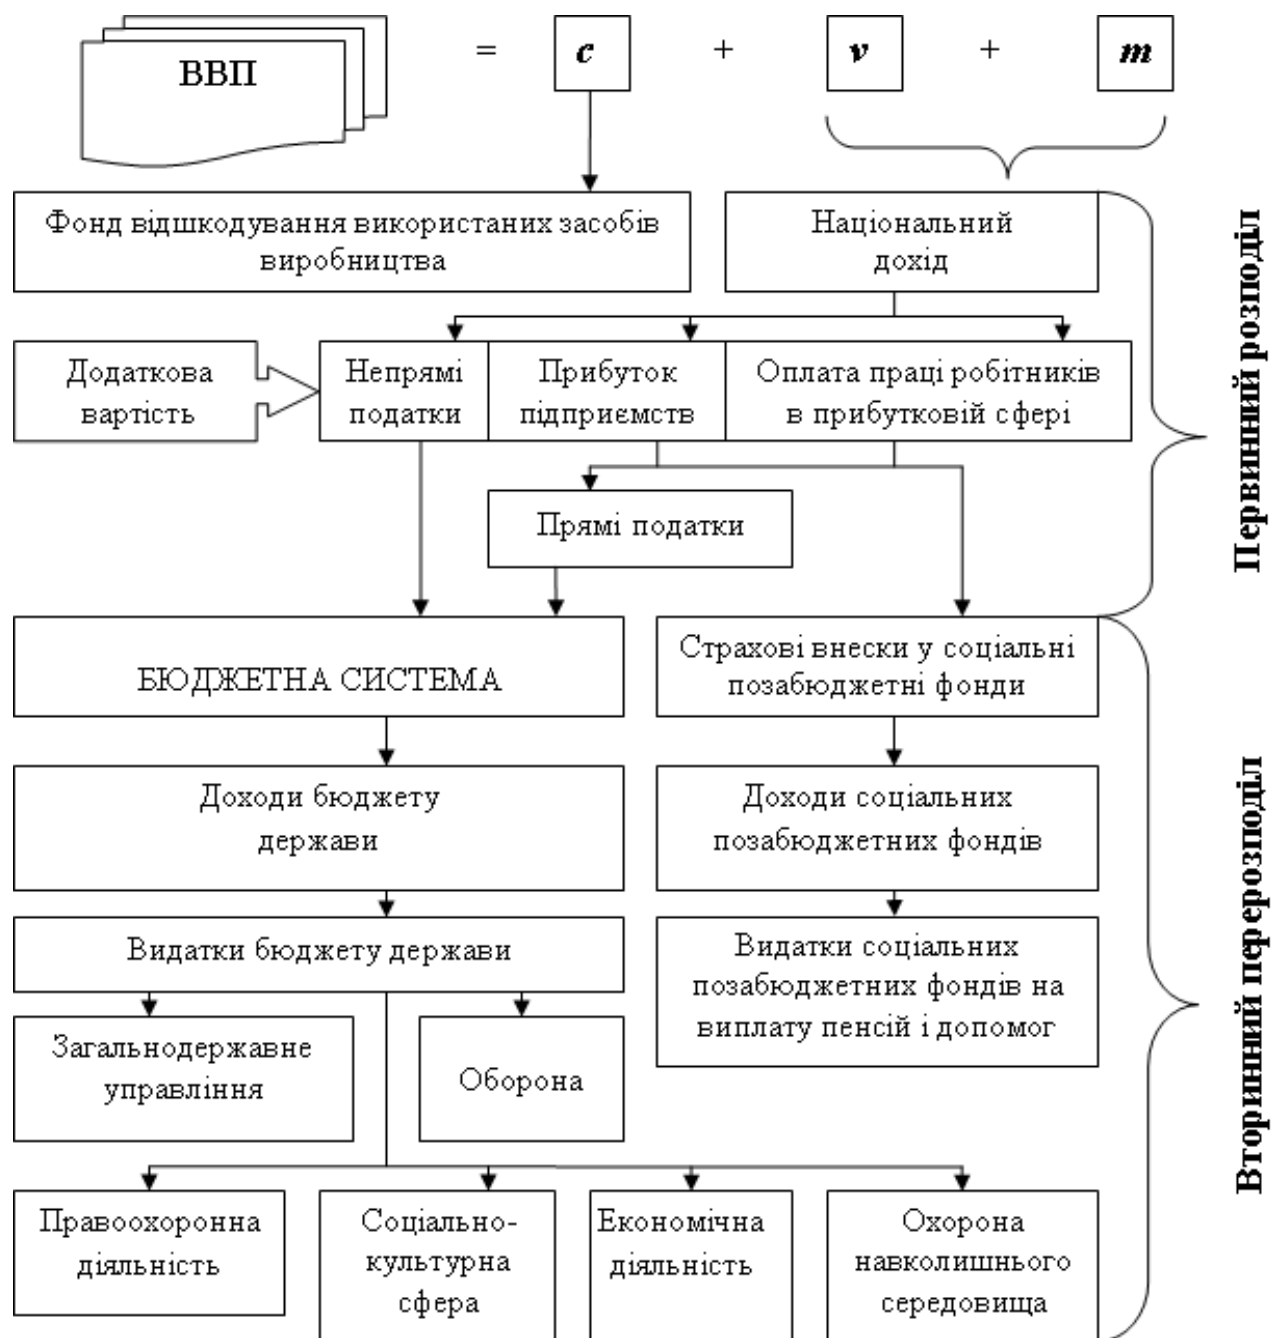 ВВП
=
c
+
v
+
m
Фонд відшкодування використаних засобів
виробництва
Національний
дохід
Додаткова
вартість
Непрямі
податки
Прибуток
підприємств
Оплата праці робітників
в прибутковій сфері
Прямі податки
Первинний розподіл
БЮДЖЕТНА СИСТЕМА
Страхові внески у соціальні
позабюджетні фонди
Доходи бюджету
держави
Доходи соціальних
позабюджетних фондів
Видатки бюджету держави
Видатки соціальних
позабюджетних фондів на
виплату пенсій і допомог
Загальнодержавне
управління
Оборона
Правоохоронна
діяльність
Соціально-
культурна
сфера
Економічна
діяльність
Охорона
навколишнього
середовища
Вторинний перерозподіл